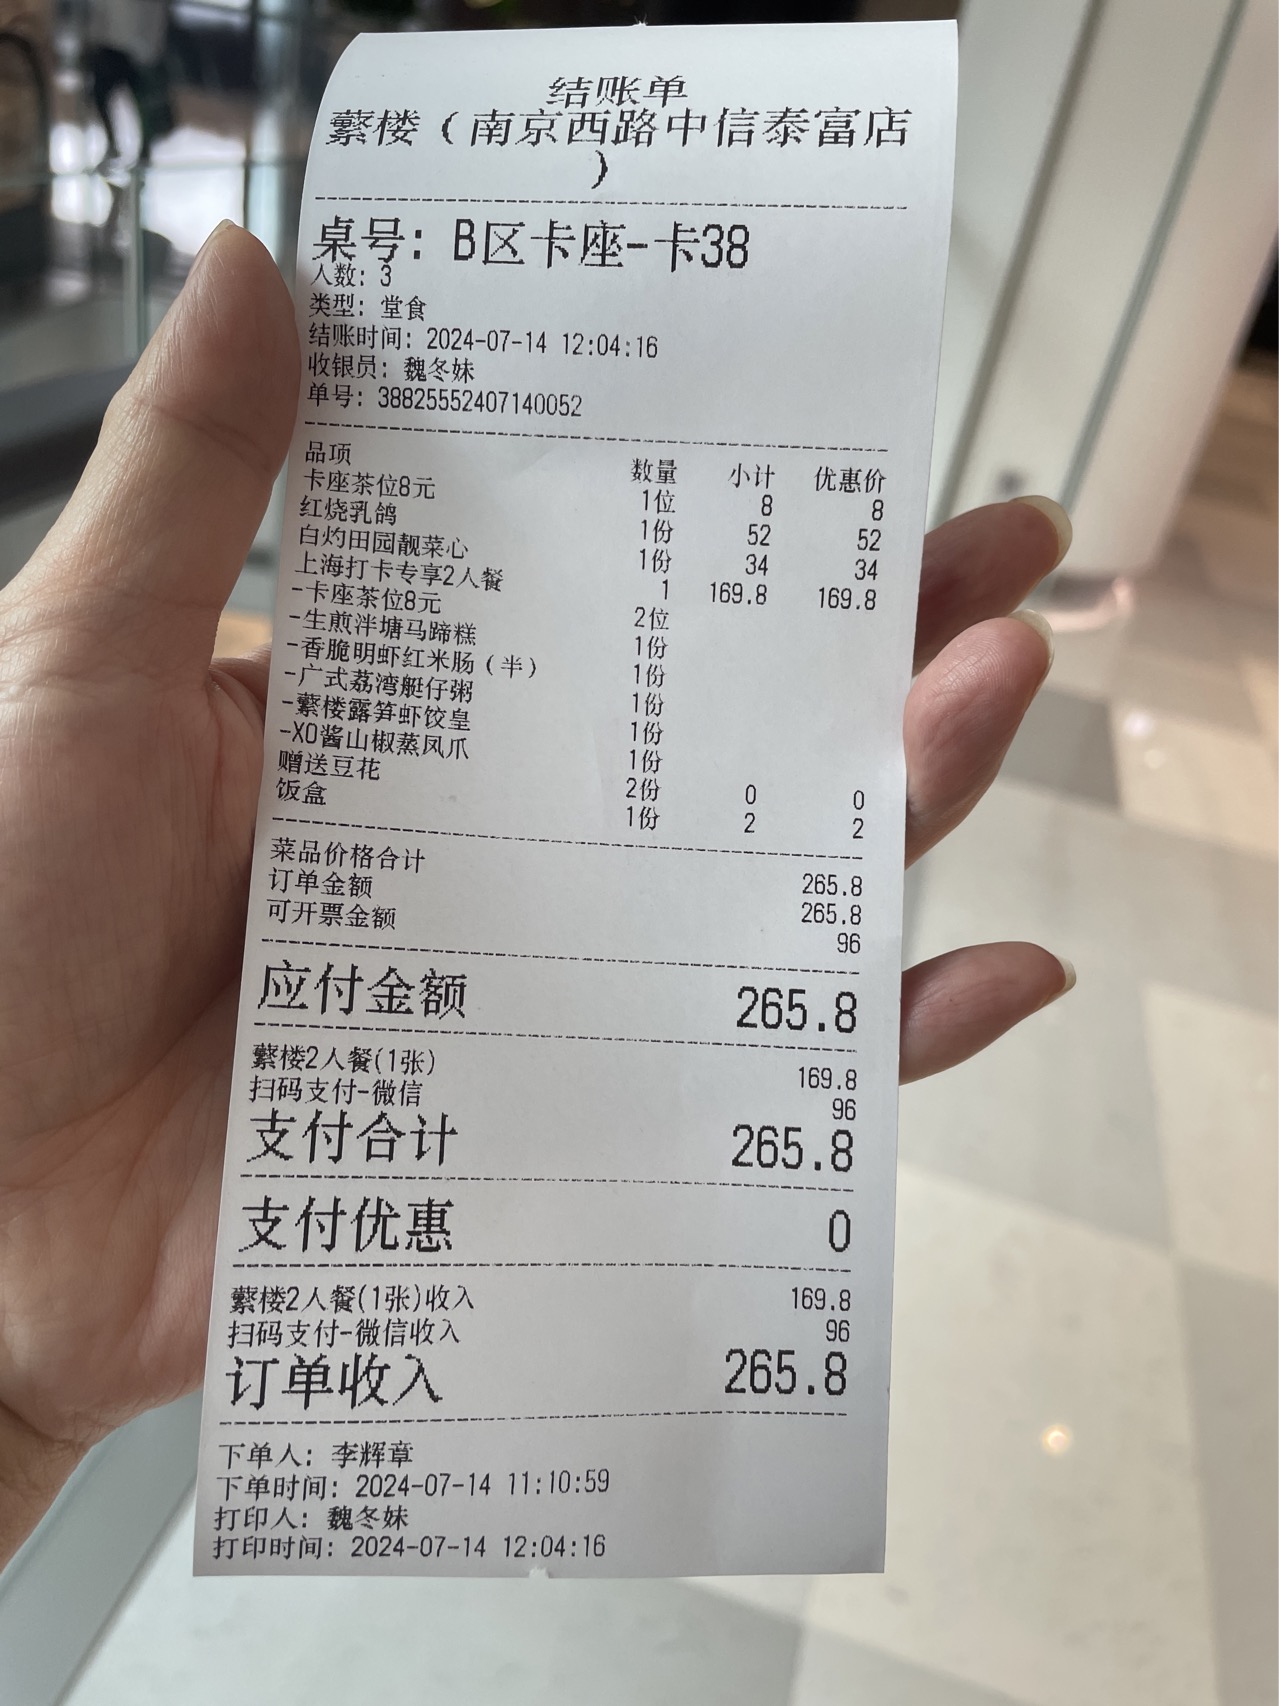 结账单
蘩楼（南京西路中信泰富店
）
桌号：B区卡座-卡38
人数：3
类型：堂食
结账时间：2024-07-14 12:04:16
收银员：魏冬妹
单号：38825552407140052
品项 数量 小计 优惠价
卡座茶位8元 1位 8 8
红烧乳鸽 1份 52 52
白灼田园靓菜心 1份 34 34
上海打卡专享2人餐 1 169.8 169.8
-卡座茶位8元 2位
-生煎泮塘马蹄糕 1份
-香脆明虾红米肠（半） 1份
-广式荔湾艇仔粥 1份
-蘩楼露笋虾饺皇 1份
-XO酱山椒蒸凤爪 1份
赠送豆花 2份 0 0
饭盒 1份 2 2
菜品价格合计 265.8
订单金额 265.8
可开票金额 96
应付金额 265.8
蘩楼2人餐(1张) 169.8
扫码支付-微信 96
支付合计 265.8
支付优惠 0
蘩楼2人餐(1张)收入 169.8
扫码支付-微信收入 96
订单收入 265.8
下单人：李辉章
下单时间：2024-07-14 11:10:59
打印人：魏冬妹
打印时间：2024-07-14 12:04:16